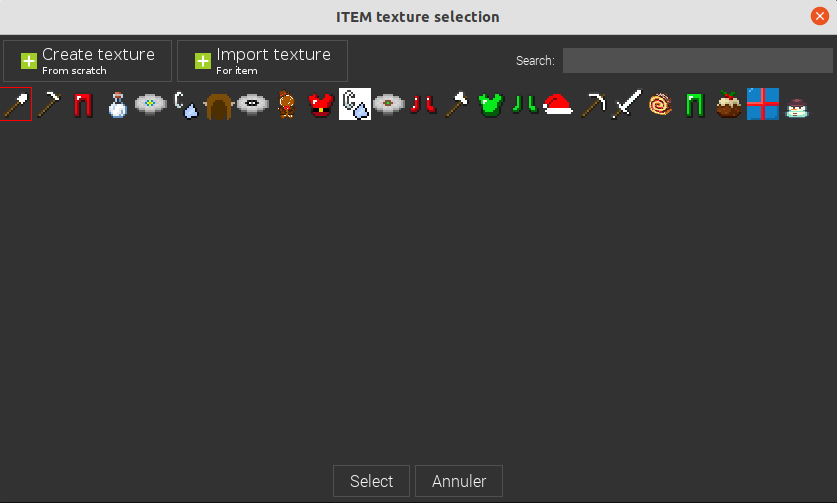 ITEM texture selection
Create texture
From scratch
Import texture
For item
Search:
Select
Annuler